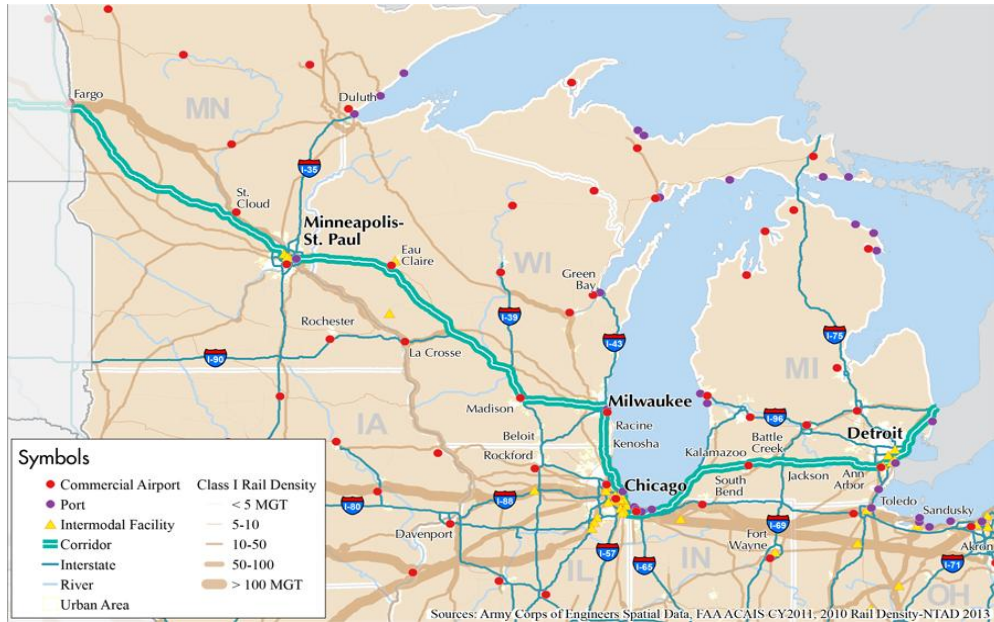 Fargo
MN
Duluth
I-35
St.
Cloud
Minneapolis-
St. Paul
Eau
Claire
WI
Green
Bay
Rochester
I-39
I-43
I-75
I-90
La Crosse
MI
Madison
Milwaukee
I-96
IA
Racine
Kenosha
Beloit
Rockford
Battle
Creek
Kalamazoo
Detroit
Chicago
South
Bend
Jackson
Ann
Arbor
I-88
I-80
Toledo
Sandusky
Davenport
I-69
Fort
Wayne
Akron
I-57
I-65
I-71
IL
IN
OH
Symbols
Commercial Airport
Port
Intermodal Facility
Corridor
Interstate
River
Urban Area
Class I Rail Density
< 5 MGT
5-10
10-50
50-100
> 100 MGT
Sources: Army Corps of Engineers Spatial Data, FAA ACAIS CY2011, 2010 Rail Density-NTAD 2013